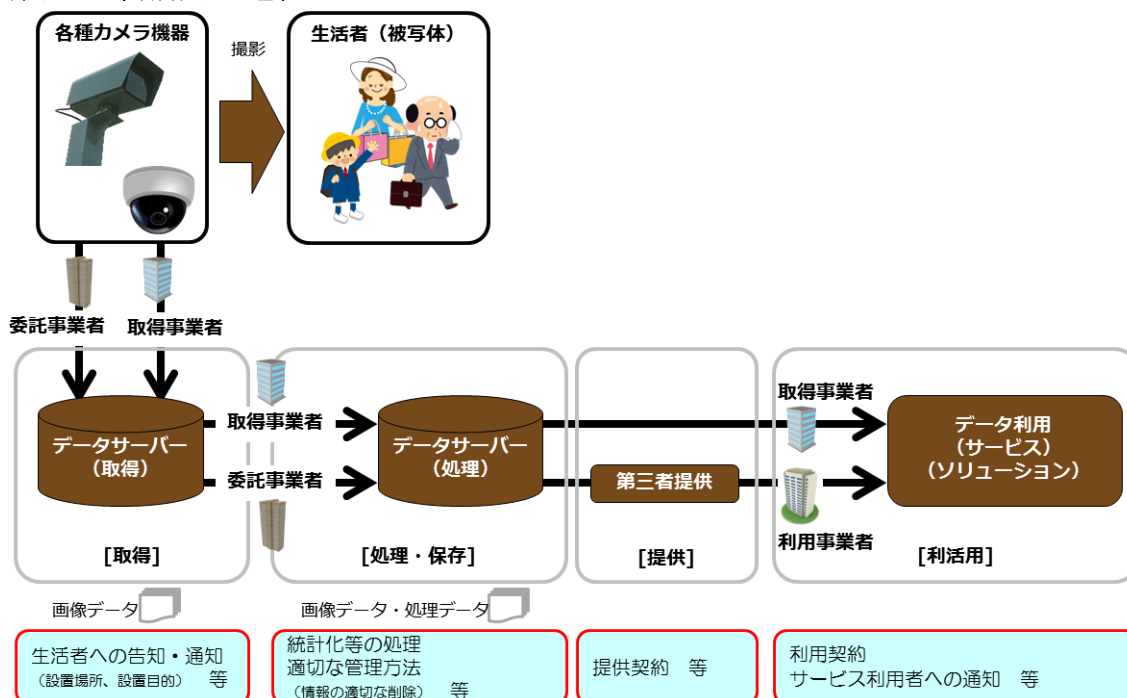 各種カメラ機器
撮影
生活者（被写体）
委託事業者
取得事業者
データサーバー
（取得）
取得事業者
委託事業者
データサーバー
（処理）
第三者提供
取得事業者
利用事業者
データ利用
（サービス）
（ソリューション）
[取得]
[処理・保存]
[提供]
[利活用]
画像データ
画像データ・処理データ
生活者への告知・通知
（設置場所、設置目的）　等
統計化等の処理
適切な管理方法
（情報の適切な削除）　等
提供契約　等
利用契約
サービス利用者への通知　等